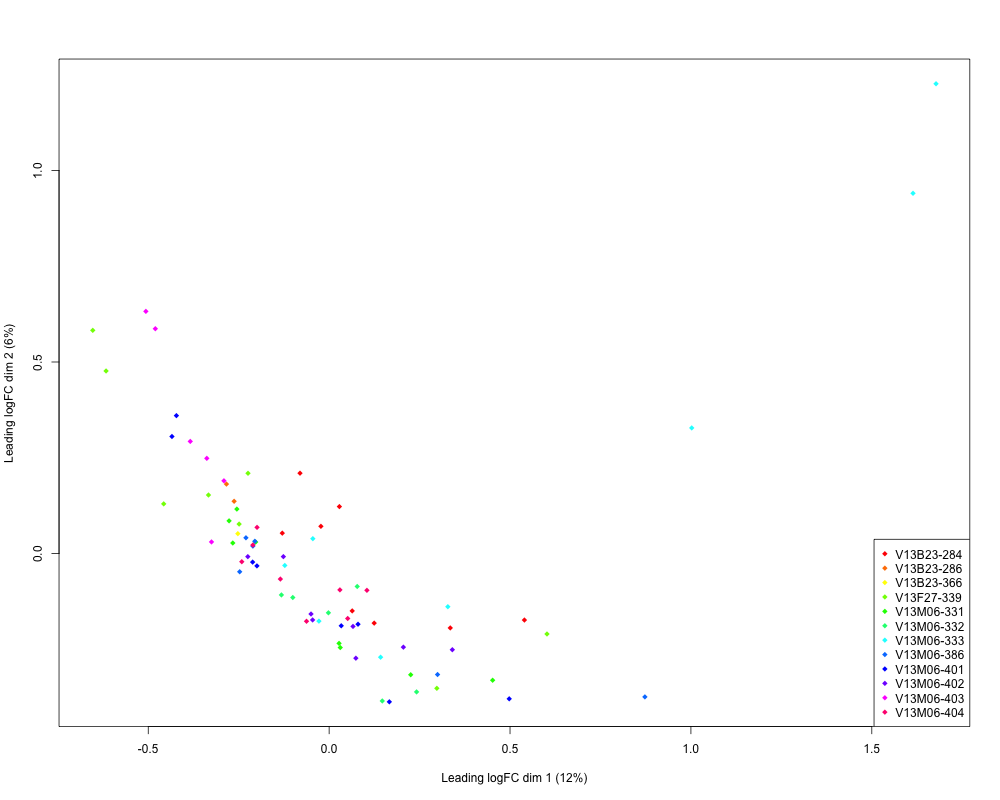 1.0
0.5
0.0
Leading logFC dim 2 (6%)
V13B23-284
V13B23-286
V13B23-366
V13F27-339
V13M06-331
V13M06-332
V13M06-333
V13M06-386
V13M06-401
V13M06-402
V13M06-403
V13M06-404
-0.5 0.0 0.5 1.0 1.5
Leading logFC dim 1 (12%)